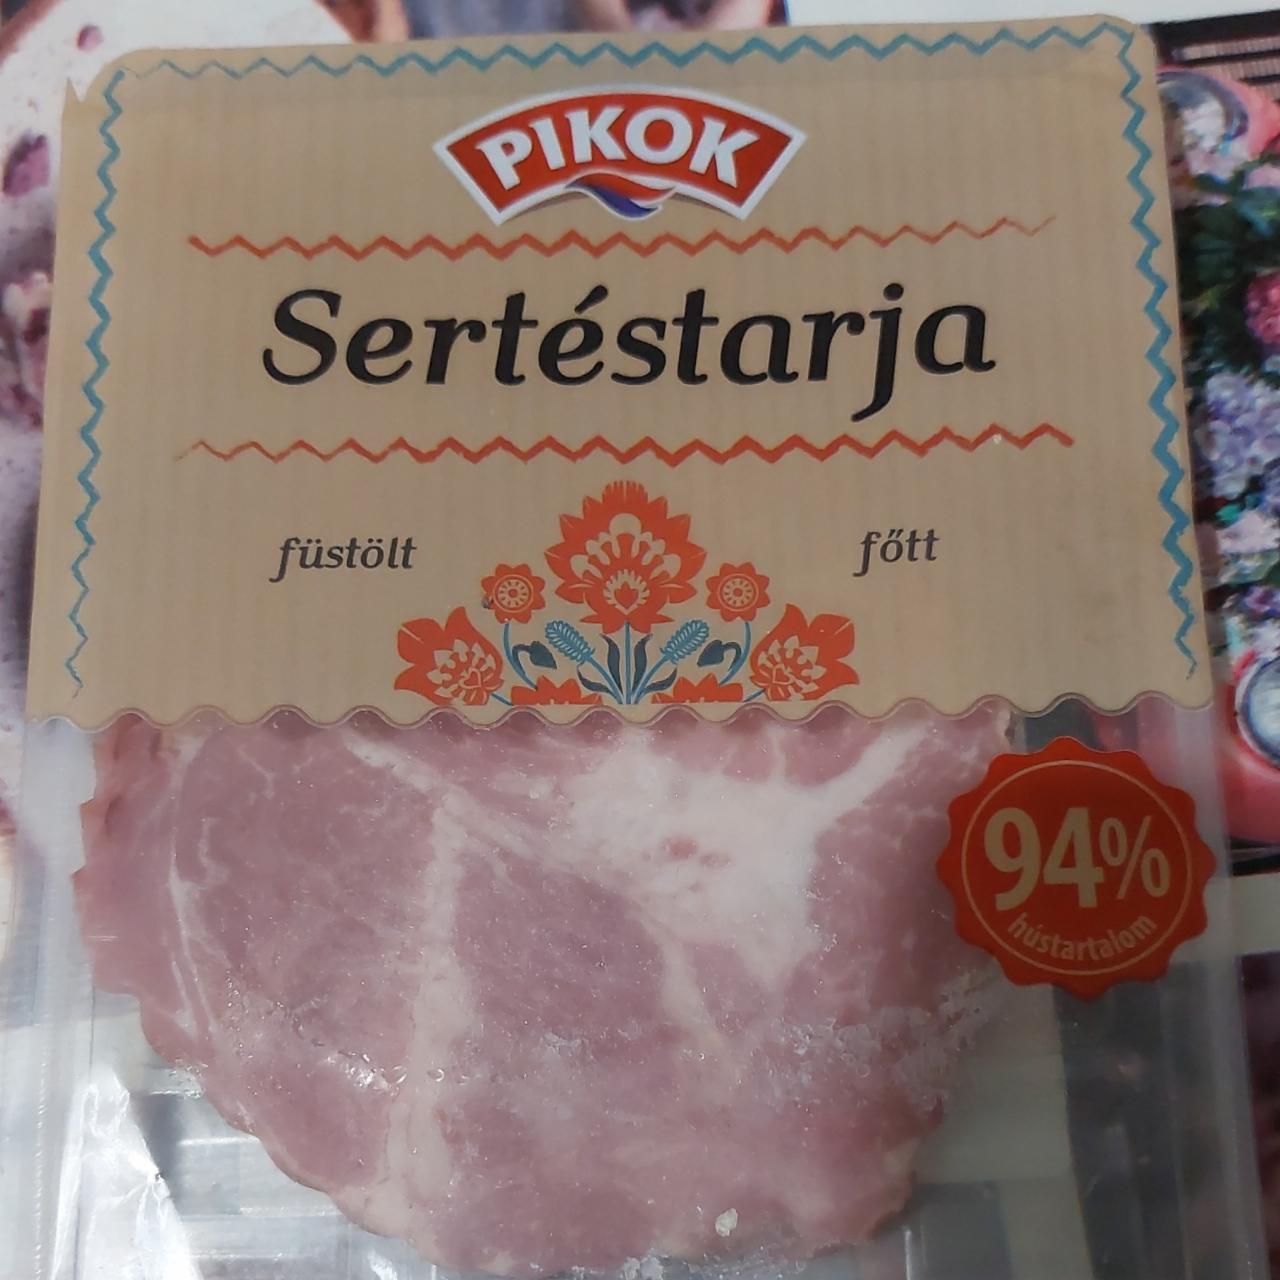 PIKOK
Sertéstarja
füstölt
főtt
94%
hústartalom